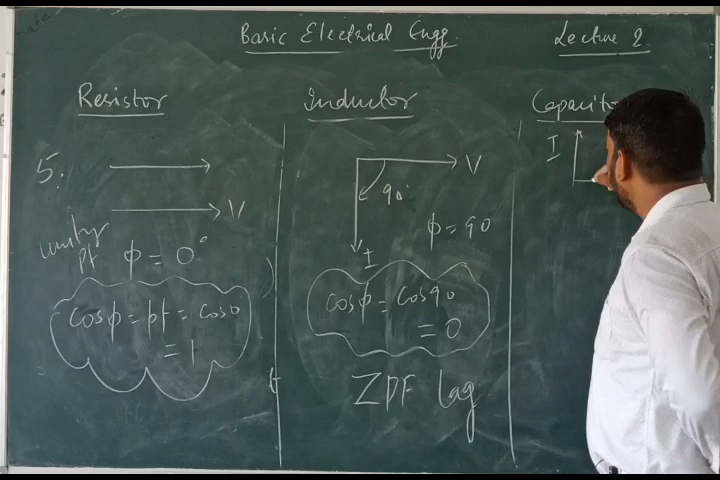 Basic Electrical Engg.
Lecture 2.
Resistor
5.
V
unity
pf
φ = 0°
cosφ = pf = cos0
= 1
Inductor
V
90°
I
φ = 90
cosφ = cos90
= 0
ZPF lag
Capacito
I